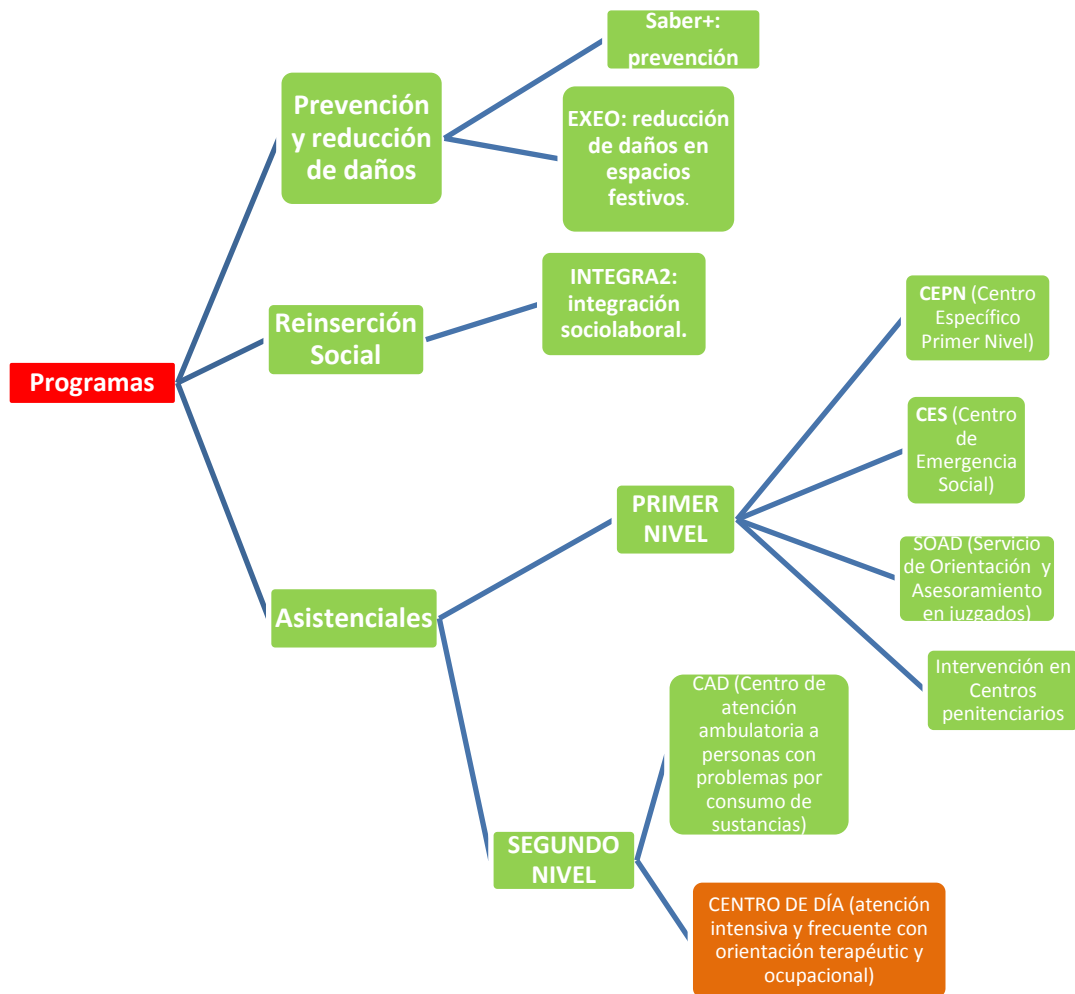 Programas
Prevención
y reducción
de daños
Saber+:
prevención
EXEO: reducción
de daños en
espacios
festivos.
Reinserción
Social
INTEGRA2:
integración
sociolaboral.
Asistenciales
PRIMER
NIVEL
CEPN (Centro
Específico
Primer Nivel)
CES (Centro
de
Emergencia
Social)
SOAD (Servicio
de Orientación y
Asesoramiento
en juzgados)
Intervención en
Centros
penitenciarios
SEGUNDO
NIVEL
CAD (Centro de
atención
ambulatoria a
personas con
problemas por
consumo de
sustancias)
CENTRO DE DÍA (atención
intensiva y frecuente con
orientación terapéutic y
ocupacional)